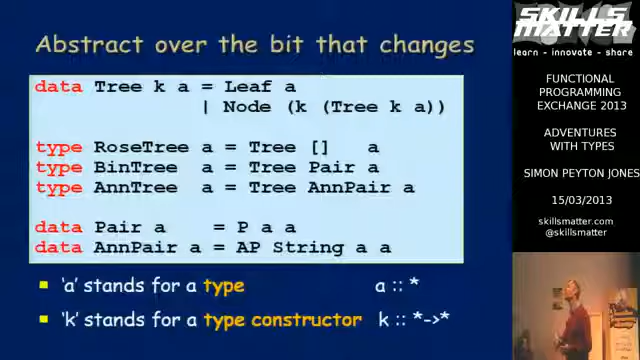 Abstract over the bit that changes
data Tree k a = Leaf a
| Node (k (Tree k a))
type RoseTree a = Tree [] a
type BinTree a = Tree Pair a
type AnnTree a = Tree AnnPair a
data Pair a = P a a
data AnnPair a = AP String a a
'a' stands for a type a :: *
'k' stands for a type constructor k :: *->*
SKILLS
MATTER
learn - innovate - share
FUNCTIONAL
PROGRAMMING
EXCHANGE 2013
ADVENTURES
WITH TYPES
SIMON PEYTON JONES
15/03/2013
skillsmatter.com
@skillsmatter